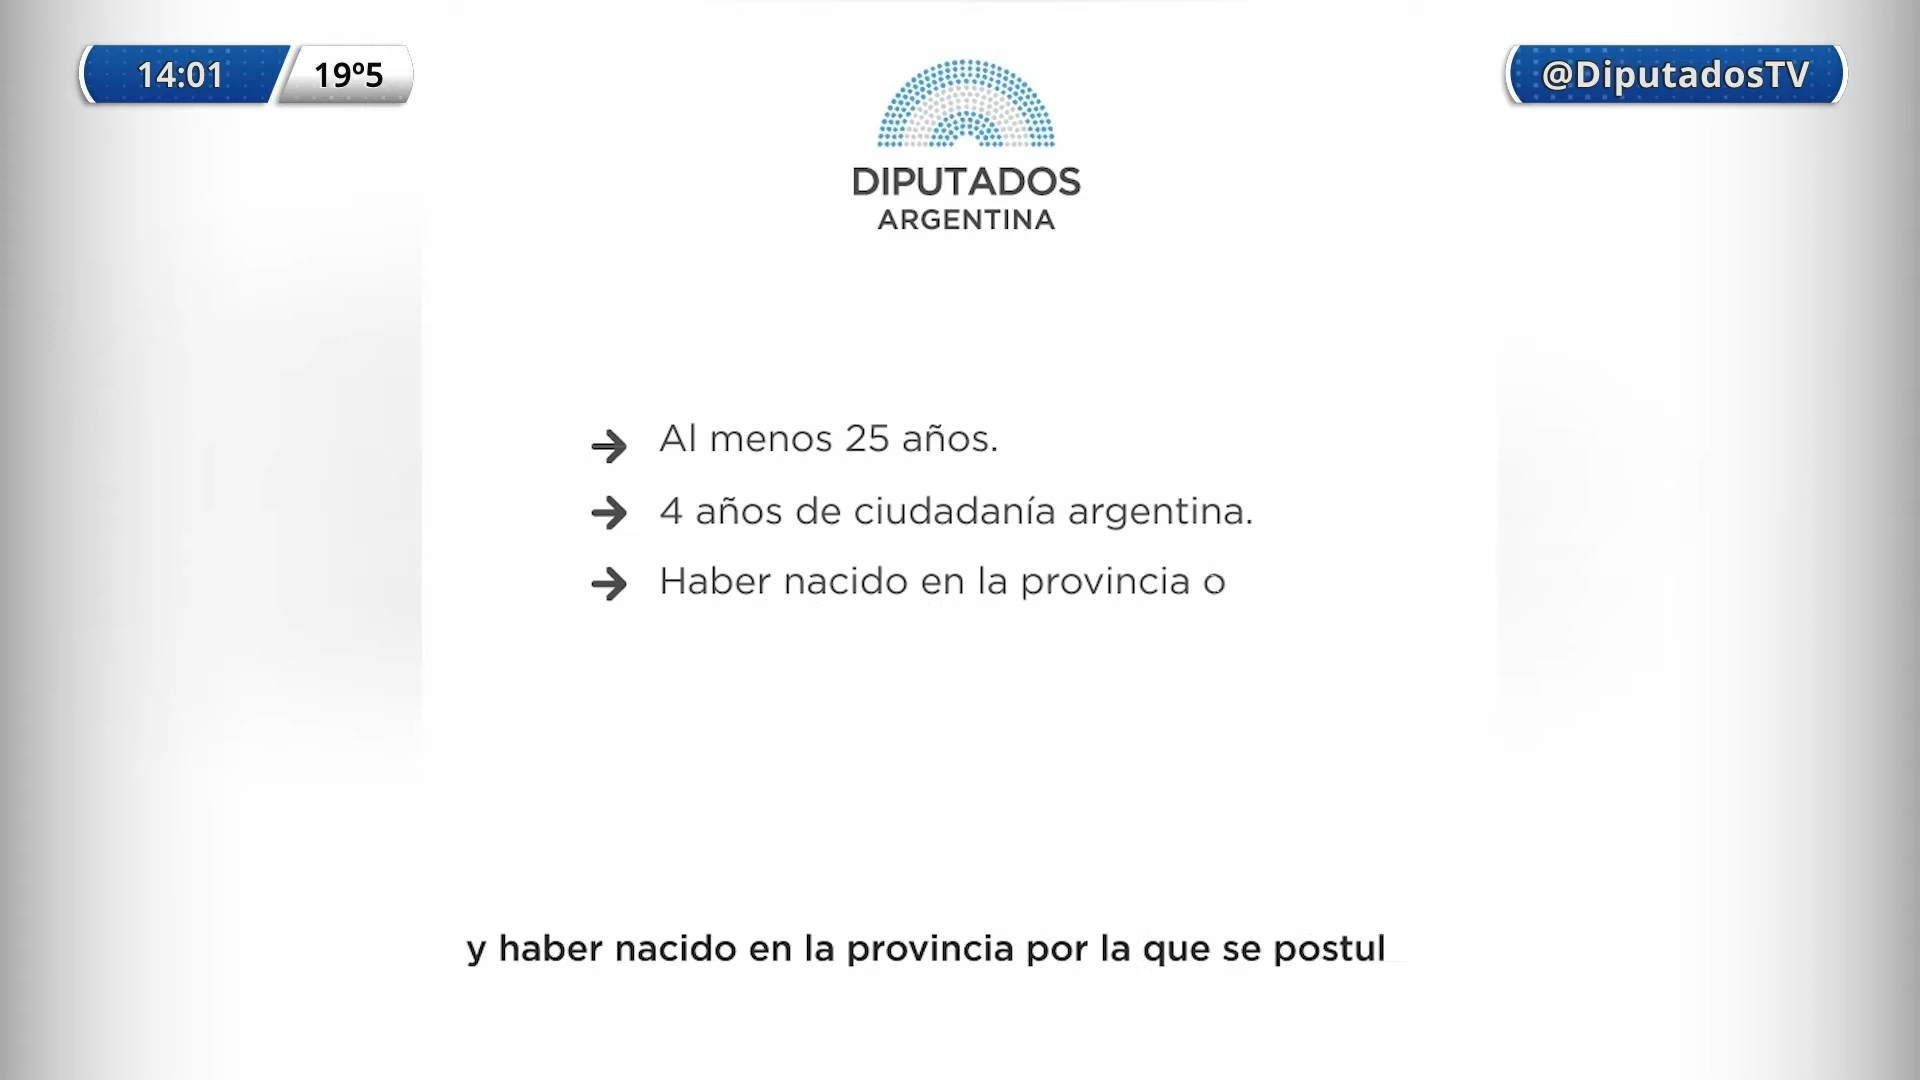 14:01
19º5
@DiputadosTV
DIPUTADOS
ARGENTINA
Al menos 25 años.
4 años de ciudadanía argentina.
Haber nacido en la provincia o
y haber nacido en la provincia por la que se postul